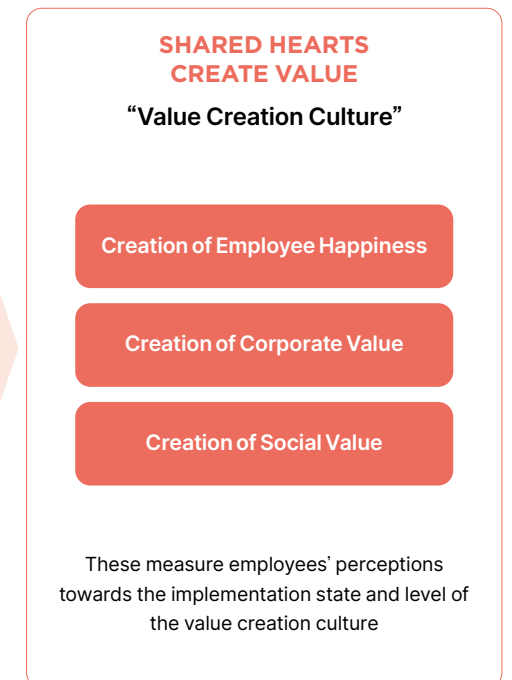 SHARED HEARTS
CREATE VALUE
“Value Creation Culture”
Creation of Employee Happiness
Creation of Corporate Value
Creation of Social Value
These measure employees’ perceptions
towards the implementation state and level of
the value creation culture